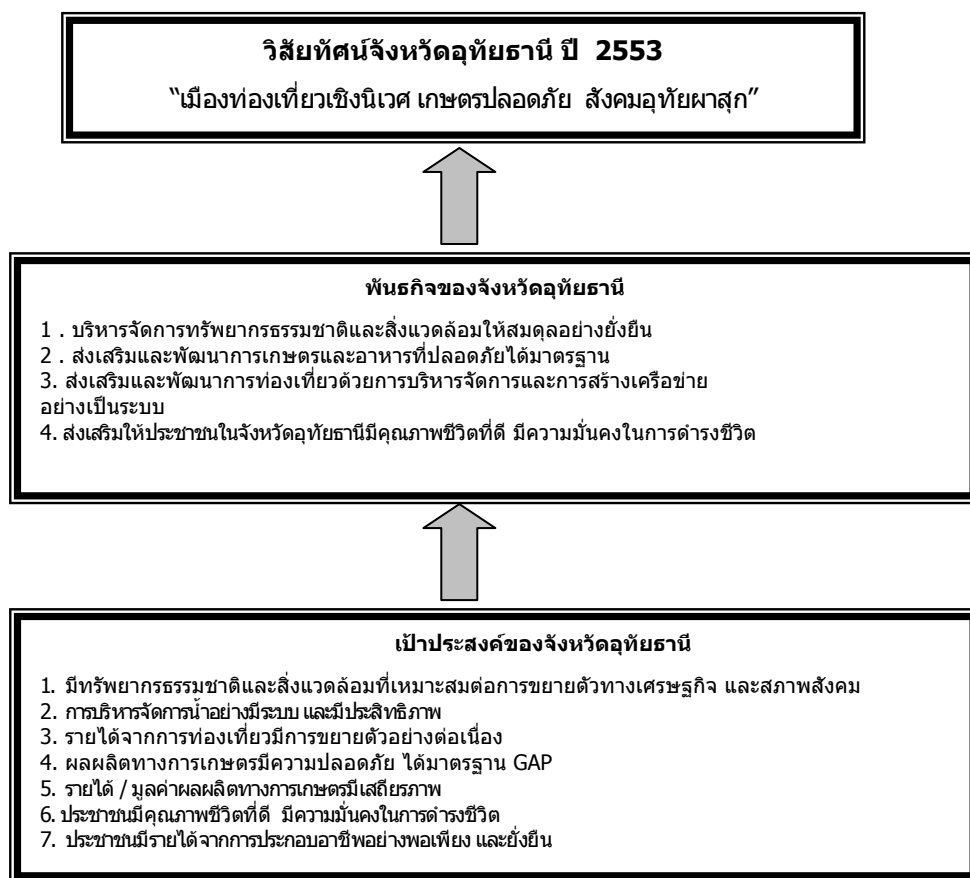 วิสัยทัศน์จังหวัดอุทัยธานี ปี 2553
“เมืองท่องเที่ยวเชิงนิเวศ เกษตรปลอดภัย สังคมอุทัยผาสุก”
พันธกิจของจังหวัดอุทัยธานี
1 . บริหารจัดการทรัพยากรธรรมชาติและสิ่งแวดล้อมให้สมดุลอย่างยั่งยืน
2 . ส่งเสริมและพัฒนาการเกษตรและอาหารที่ปลอดภัยได้มาตรฐาน
3. ส่งเสริมและพัฒนาการท่องเที่ยวด้วยการบริหารจัดการและการสร้างเครือข่าย
อย่างเป็นระบบ
4. ส่งเสริมให้ประชาชนในจังหวัดอุทัยธานีมีคุณภาพชีวิตที่ดี มีความมั่นคงในการดำรงชีวิต
เป้าประสงค์ของจังหวัดอุทัยธานี
1. มีทรัพยากรธรรมชาติและสิ่งแวดล้อมที่เหมาะสมต่อการขยายตัวทางเศรษฐกิจ และสภาพสังคม
2. การบริหารจัดการน้ำอย่างมีระบบ และมีประสิทธิภาพ
3. รายได้จากการท่องเที่ยวมีการขยายตัวอย่างต่อเนื่อง
4. ผลผลิตทางการเกษตรมีความปลอดภัย ได้มาตรฐาน GAP
5. รายได้ / มูลค่าผลผลิตทางการเกษตรมีเสถียรภาพ
6. ประชาชนมีคุณภาพชีวิตที่ดี มีความมั่นคงในการดำรงชีวิต
7. ประชาชนมีรายได้จากการประกอบอาชีพอย่างพอเพียง และยั่งยืน